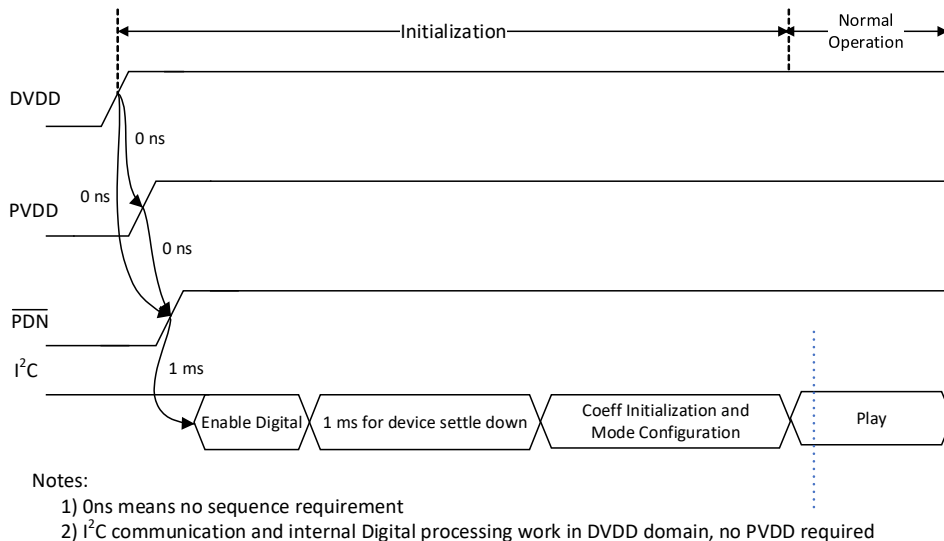 Initialization
Normal
Operation
DVDD
0 ns
0 ns
PVDD
0 ns
PDN
I²C
1 ms
Enable Digital
1 ms for device settle down
Coeff Initialization and
Mode Configuration
Play
Notes:
1) 0ns means no sequence requirement
2) I²C communication and internal Digital processing work in DVDD domain, no PVDD required